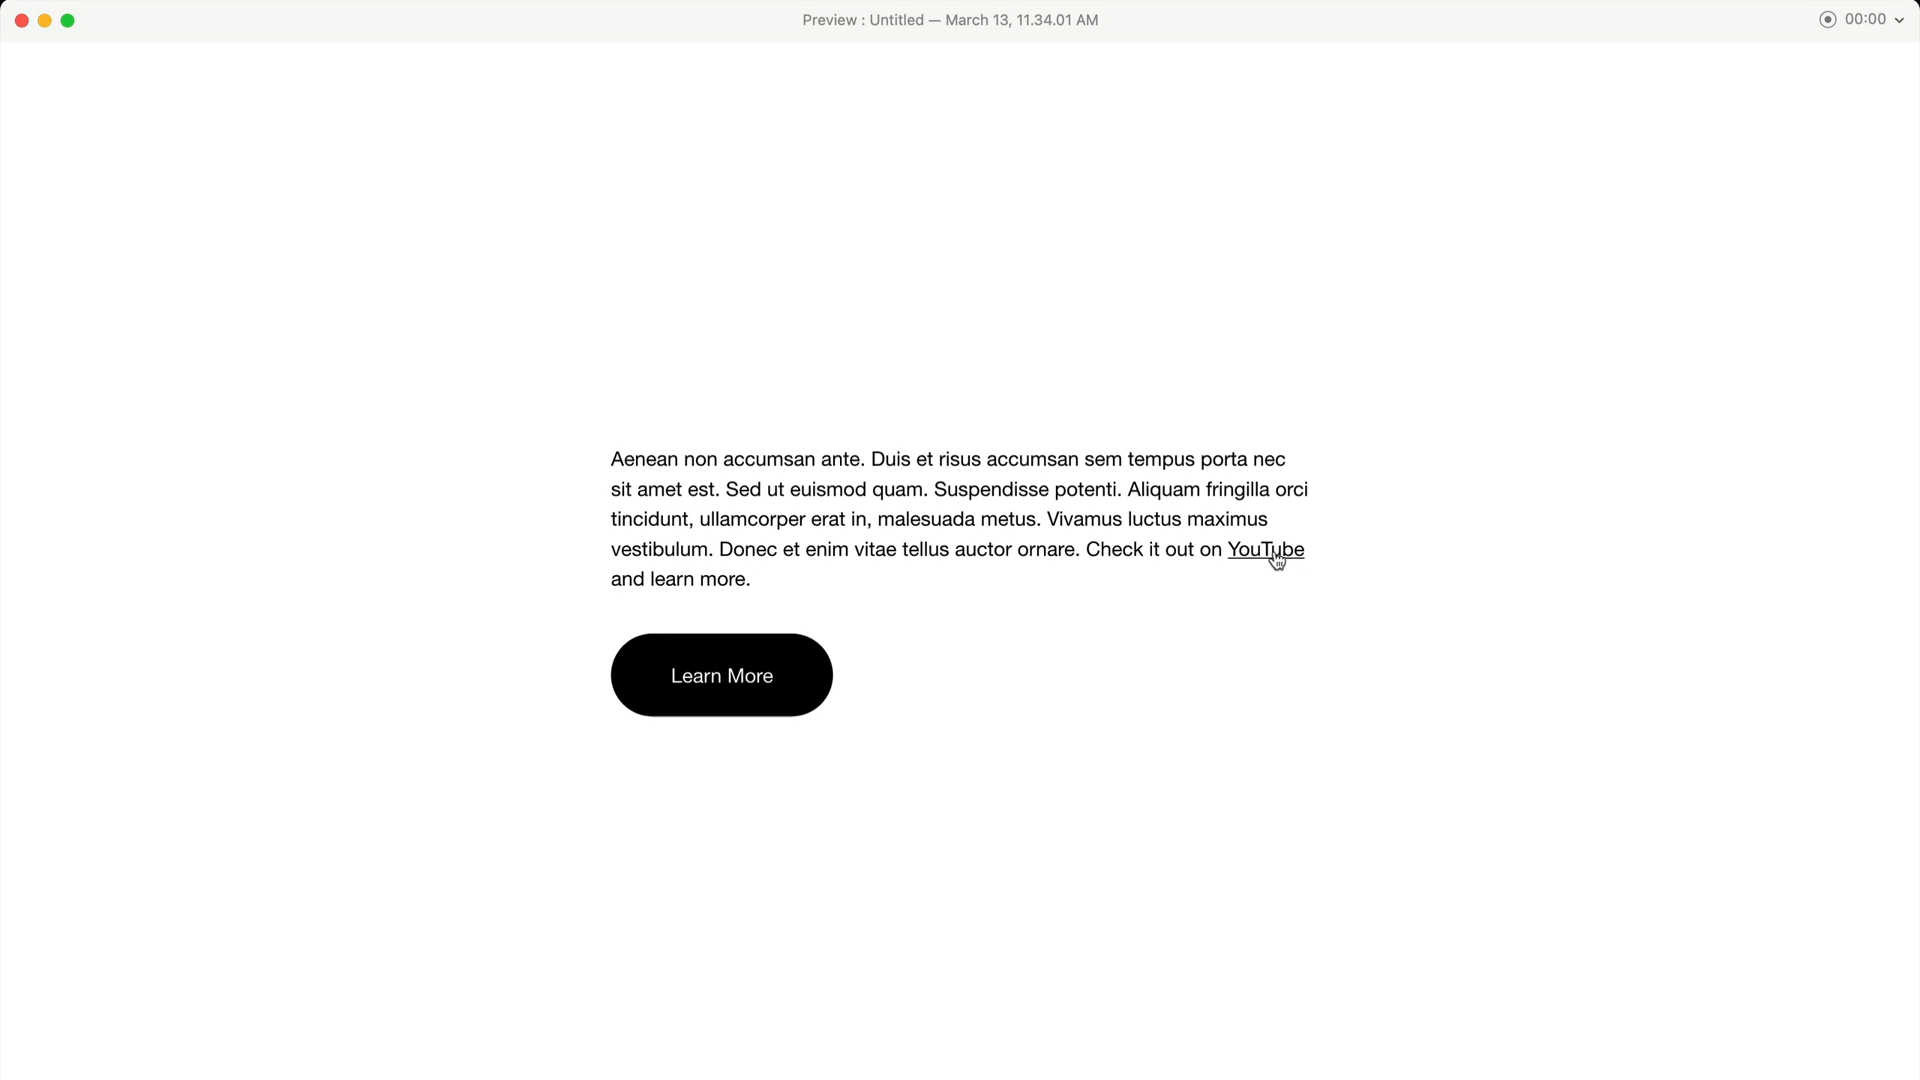 Preview : Untitled — March 13, 11.34.01 AM
00:00
Aenean non accumsan ante. Duis et risus accumsan sem tempus porta nec
sit amet est. Sed ut euismod quam. Suspendisse potenti. Aliquam fringilla orci
tincidunt, ullamcorper erat in, malesuada metus. Vivamus luctus maximus
vestibulum. Donec et enim vitae tellus auctor ornare. Check it out on YouTube
and learn more.
Learn More